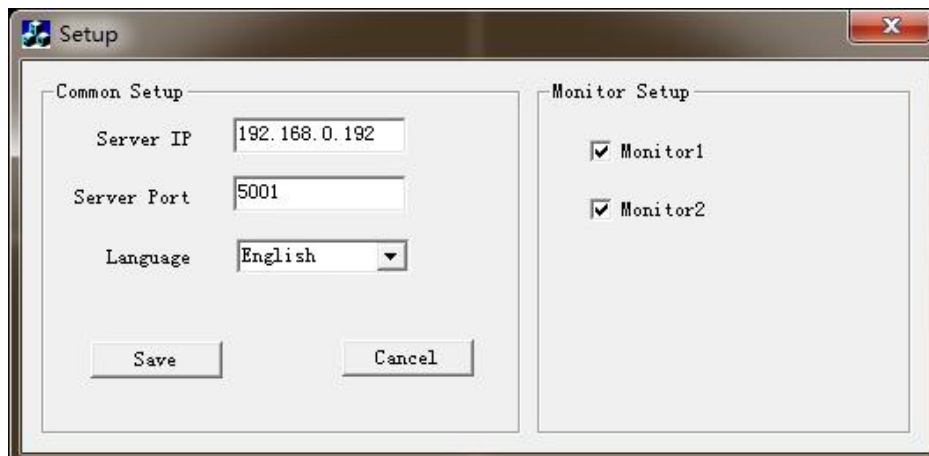 Setup
Common Setup
Server IP 192.168.0.192
Server Port 5001
Language English
Save Cancel
Monitor Setup
Monitor1
Monitor2